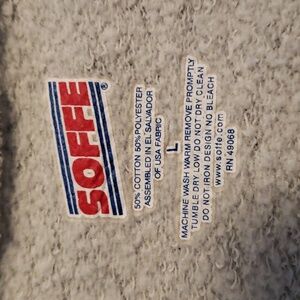 SOFFE®
50% COTTON 50% POLYESTER
ASSEMBLED IN EL SALVADOR
OF USA FABRIC
L
MACHINE WASH WARM REMOVE PROMPTLY
TUMBLE DRY LOW DO NOT DRY CLEAN
DO NOT IRON DESIGN NO BLEACH
www.soffe.com
RN 49068